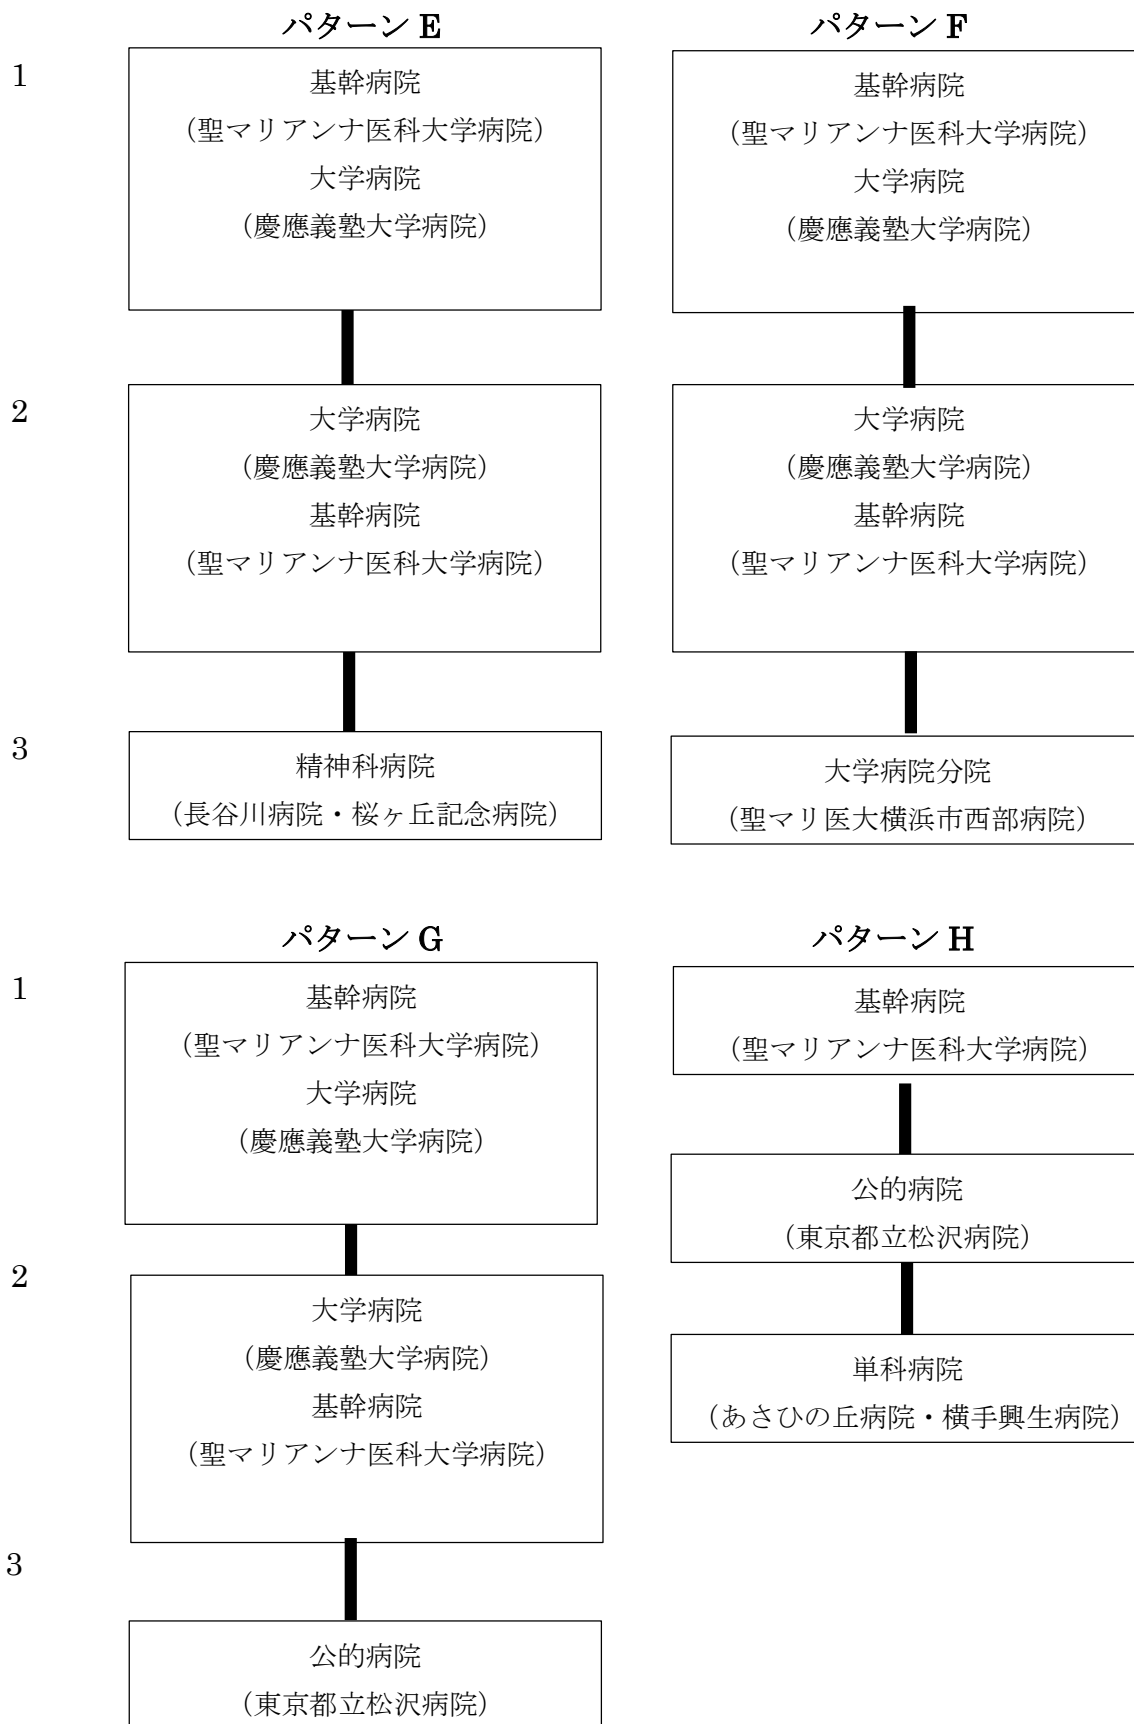 パターン E
1
基幹病院
（聖マリアンナ医科大学病院）
大学病院
（慶應義塾大学病院）
2
大学病院
（慶應義塾大学病院）
基幹病院
（聖マリアンナ医科大学病院）
3
精神科病院
（長谷川病院・桜ヶ丘記念病院）
パターン F
基幹病院
（聖マリアンナ医科大学病院）
大学病院
（慶應義塾大学病院）
大学病院
（慶應義塾大学病院）
基幹病院
（聖マリアンナ医科大学病院）
大学病院分院
（聖マリ医大横浜市西部病院）
パターン G
1
基幹病院
（聖マリアンナ医科大学病院）
大学病院
（慶應義塾大学病院）
2
大学病院
（慶應義塾大学病院）
基幹病院
（聖マリアンナ医科大学病院）
3
公的病院
（東京都立松沢病院）
パターン H
基幹病院
（聖マリアンナ医科大学病院）
公的病院
（東京都立松沢病院）
単科病院
（あさひの丘病院・横手興生病院）